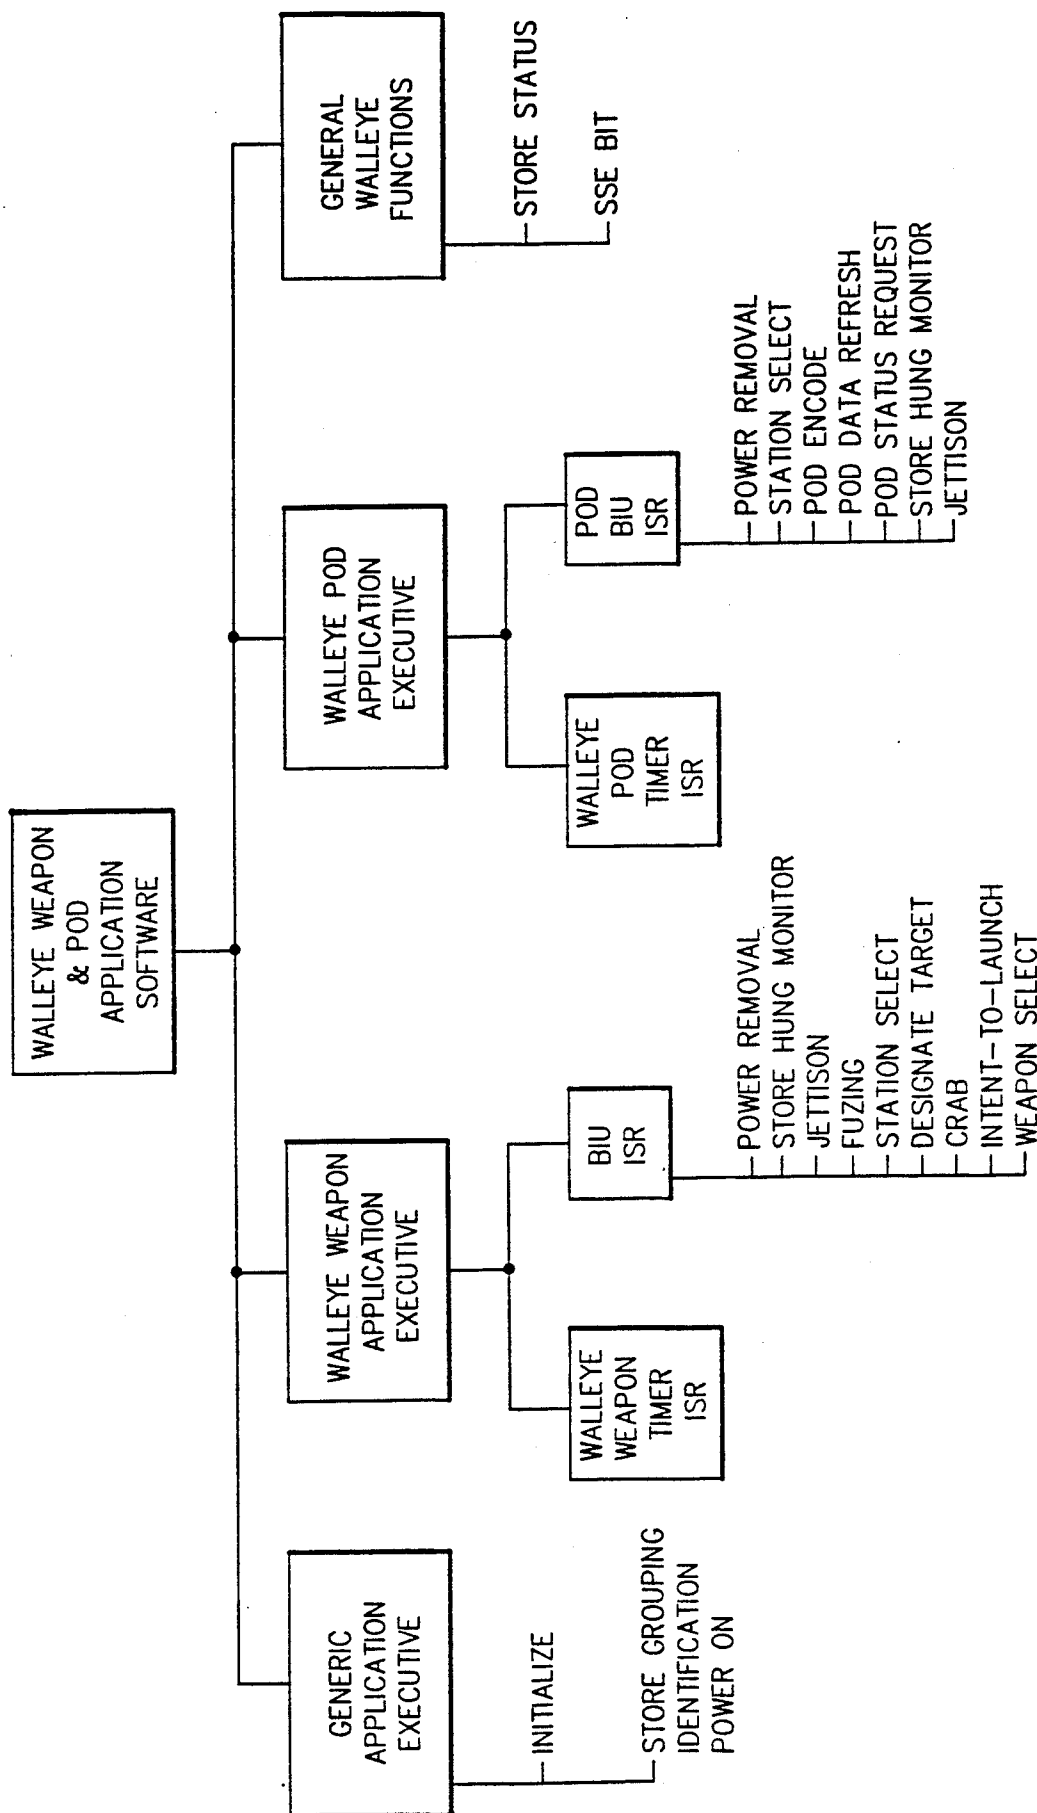 WALLEYE WEAPON
& POD
APPLICATION
SOFTWARE
GENERIC
APPLICATION
EXECUTIVE
INITIALIZE
STORE GROUPING
IDENTIFICATION
POWER ON
WALLEYE WEAPON
APPLICATION
EXECUTIVE
WALLEYE
WEAPON
TIMER
ISR
BIU
ISR
POWER REMOVAL
STORE HUNG MONITOR
JETTISON
FUZING
STATION SELECT
DESIGNATE TARGET
CRAB
INTENT-TO-LAUNCH
WEAPON SELECT
WALLEYE POD
APPLICATION
EXECUTIVE
WALLEYE
POD
TIMER
ISR
POD
BIU
ISR
POWER REMOVAL
STATION SELECT
POD ENCODE
POD DATA REFRESH
POD STATUS REQUEST
STORE HUNG MONITOR
JETTISON
GENERAL
WALLEYE
FUNCTIONS
STORE STATUS
SSE BIT